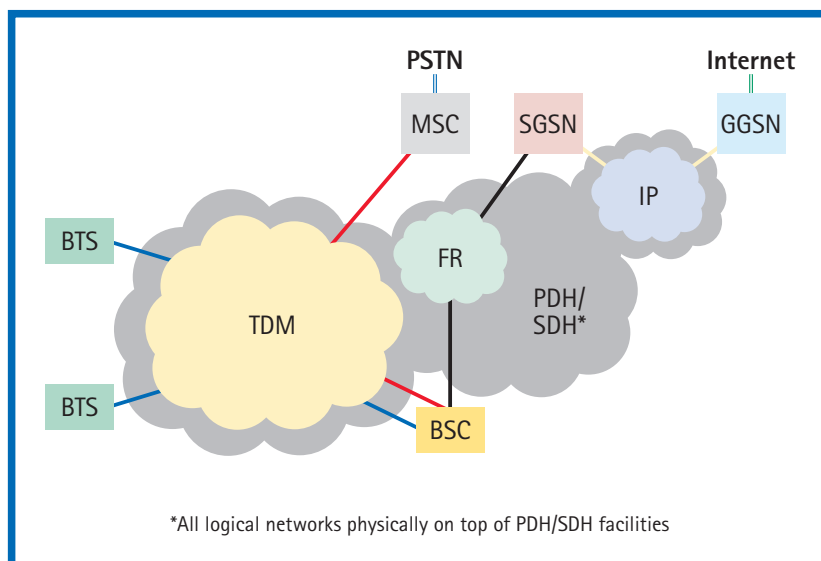 PSTN
Internet
MSC
SGSN
GGSN
IP
BTS
FR
PDH/
SDH*
TDM
BTS
BSC
*All logical networks physically on top of PDH/SDH facilities